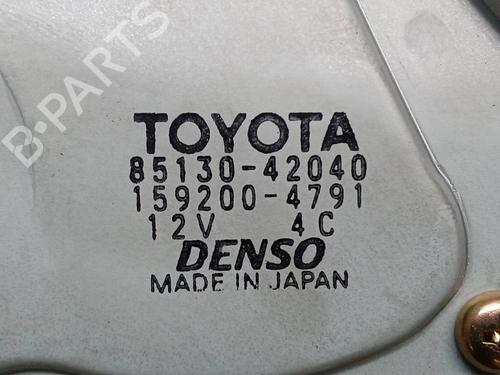 B-PARTS
TOYOTA
85130-42040
159200-4791
12V 4C
DENSO
MADE IN JAPAN